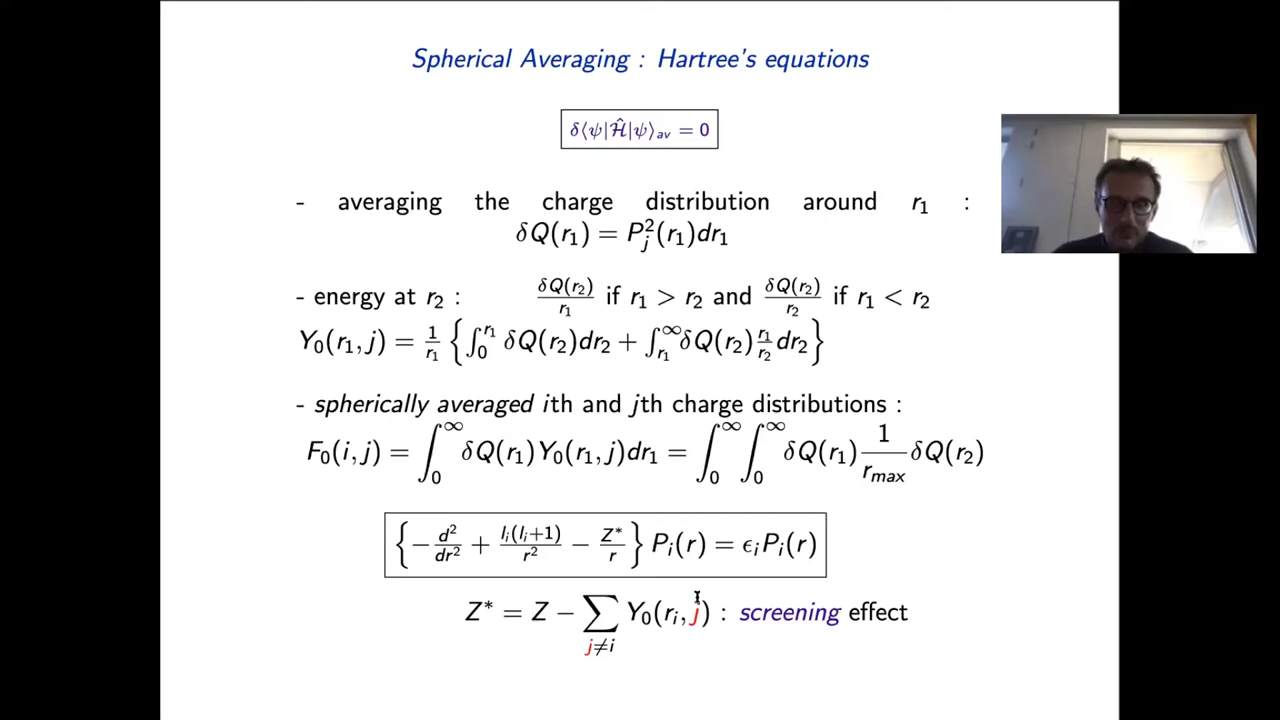 Spherical Averaging : Hartree's equations
δ⟨ψ|Ĥ|ψ⟩_av = 0
- averaging the charge distribution around r₁ :
δQ(r₁) = P_j²(r₁)dr₁
- energy at r₂ : δQ(r₂)/r₁ if r₁ > r₂ and δQ(r₂)/r₂ if r₁ < r₂
Y₀(r₁, j) = 1/r₁ { ∫₀^r₁ δQ(r₂)dr₂ + ∫_r₁^∞ δQ(r₂) r₁/r₂ dr₂ }
- spherically averaged ith and jth charge distributions :
F₀(i, j) = ∫₀^∞ δQ(r₁)Y₀(r₁, j)dr₁ = ∫₀^∞ ∫₀^∞ δQ(r₁) 1/r_max δQ(r₂)
{ −d²/dr² + l_i(l_i+1)/r² − Z*/r } P_i(r) = ϵ_i P_i(r)
Z* = Z − ∑_{j≠i} Y₀(r_i, j) : screening effect